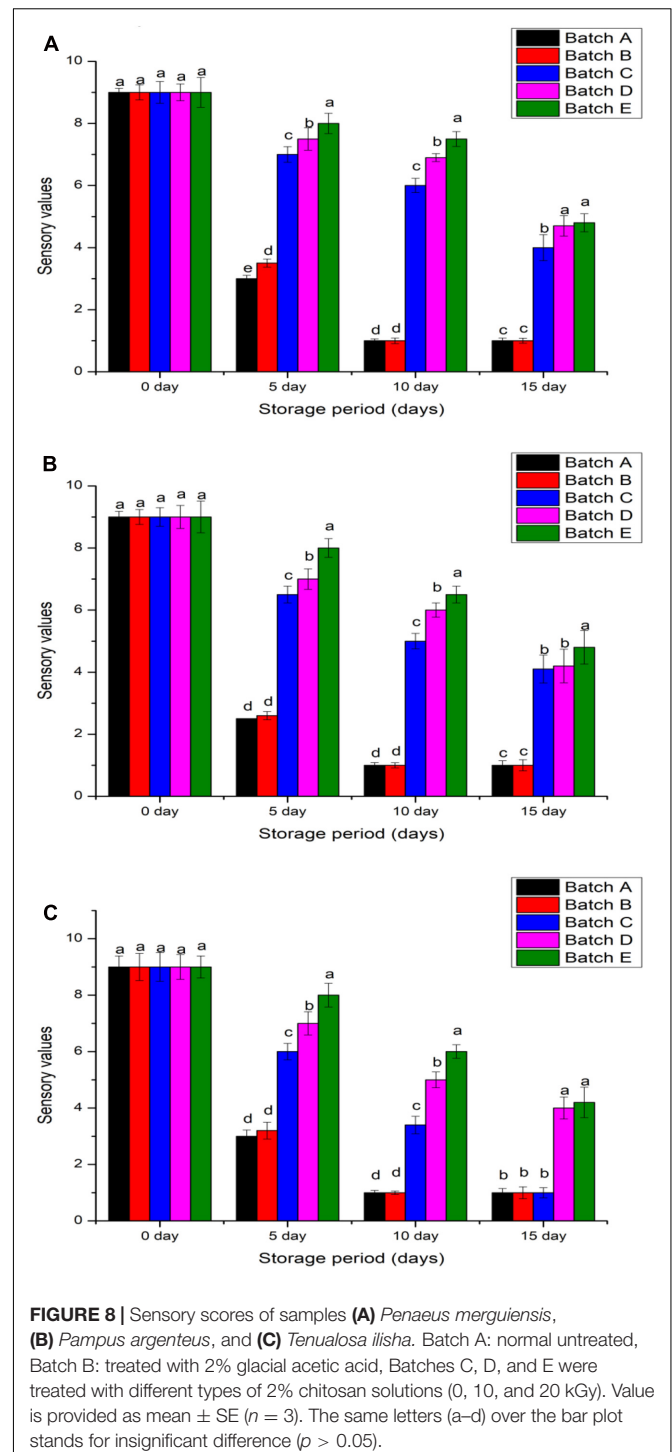 A
Batch A
Batch B
Batch C
Batch D
Batch E
10
8
6
4
2
0
Sensory values
a a a a a
e d c b a
d d c b a
c c b a a
0 day 5 day 10 day 15 day
Storage period (days)
B
Batch A
Batch B
Batch C
Batch D
Batch E
10
8
6
4
2
0
Sensory values
a a a a a
d d c b a
d d c b a
c c b b a
0 day 5 day 10 day 15 day
Storage period (days)
C
Batch A
Batch B
Batch C
Batch D
Batch E
10
8
6
4
2
0
Sensory values
a a a a a
d d c b a
d d c b a
b b b a a
0 day 5 day 10 day 15 day
Storage period (days)
FIGURE 8 | Sensory scores of samples (A) Penaeus merguiensis,
(B) Pampus argenteus, and (C) Tenualosa ilisha. Batch A: normal untreated,
Batch B: treated with 2% glacial acetic acid, Batches C, D, and E were
treated with different types of 2% chitosan solutions (0, 10, and 20 kGy). Value
is provided as mean ± SE (n = 3). The same letters (a–d) over the bar plot
stands for insignificant difference (p > 0.05).